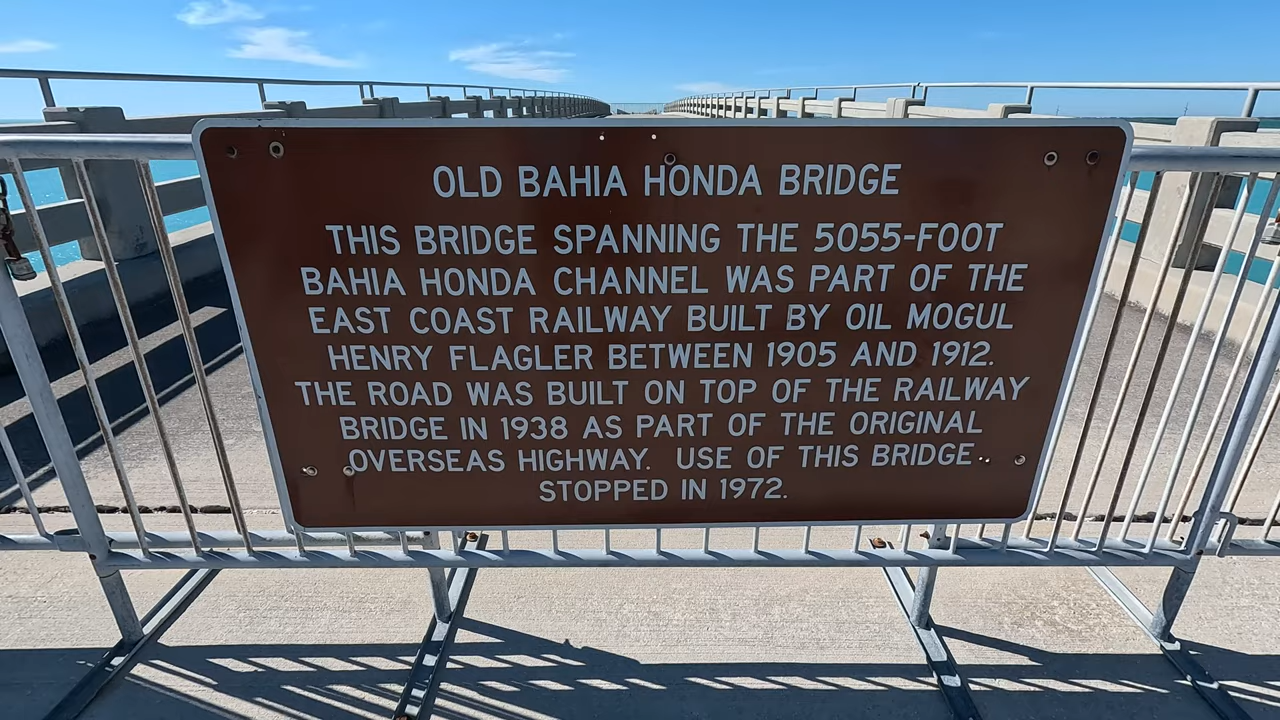 OLD BAHIA HONDA BRIDGE
THIS BRIDGE SPANNING THE 5055-FOOT
BAHIA HONDA CHANNEL WAS PART OF THE
EAST COAST RAILWAY BUILT BY OIL MOGUL
HENRY FLAGLER BETWEEN 1905 AND 1912.
THE ROAD WAS BUILT ON TOP OF THE RAILWAY
BRIDGE IN 1938 AS PART OF THE ORIGINAL
OVERSEAS HIGHWAY. USE OF THIS BRIDGE
STOPPED IN 1972.